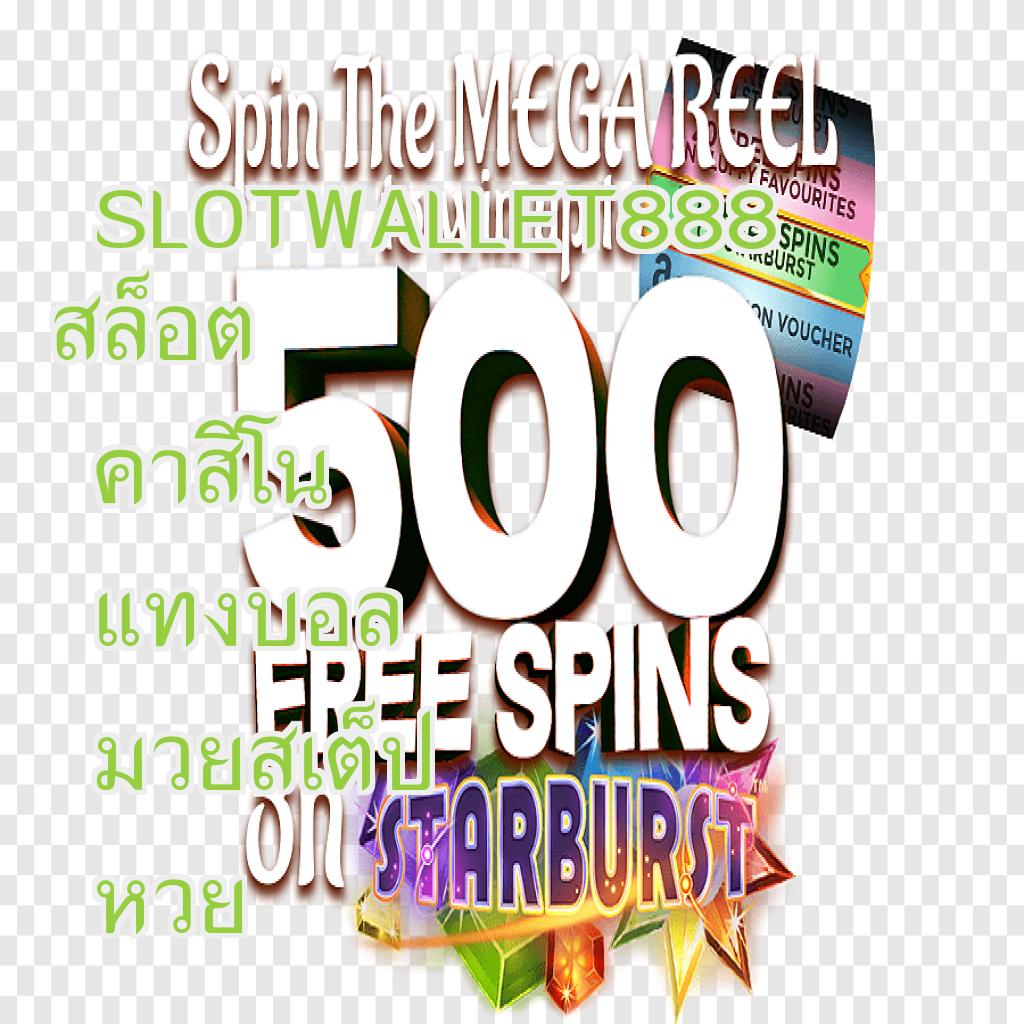 Spin The MEGA REEL
SLOTWALLET888
สล็อต
500
คาสิโน
แทงบอล
FREE SPINS
มวยสเต็ป
on STARBURST™
หวย
FAVOURITES
SPINS
STARBURST
VOUCHER